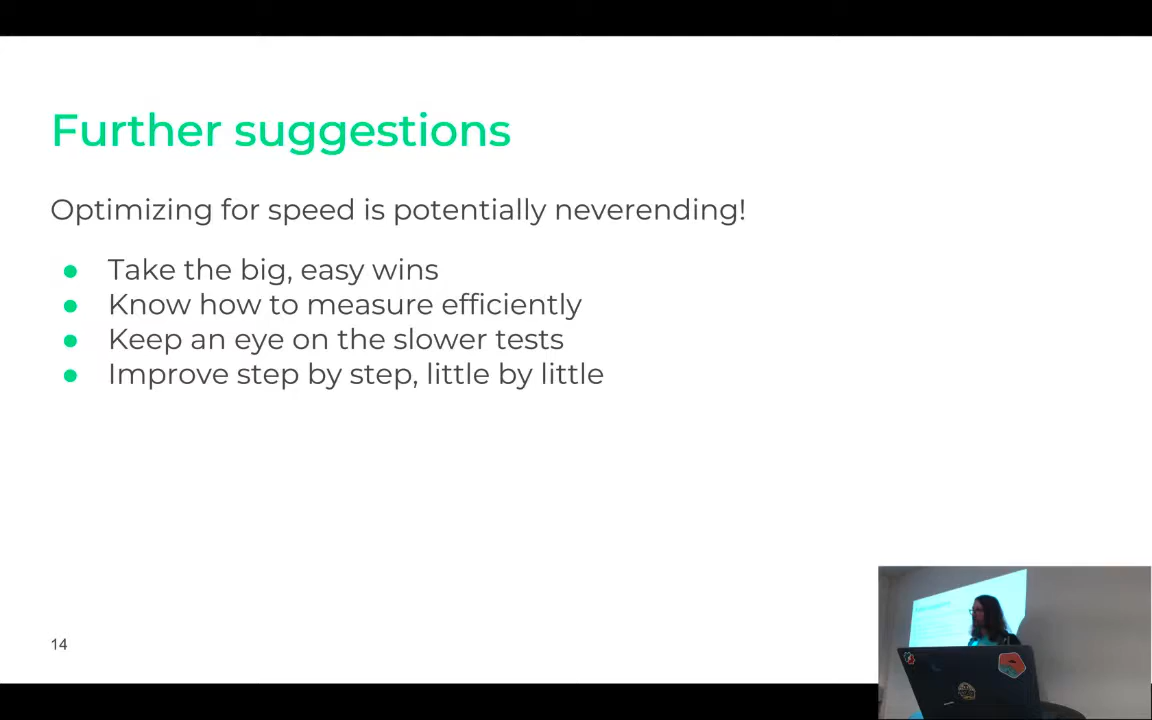 Further suggestions
Optimizing for speed is potentially neverending!
● Take the big, easy wins
● Know how to measure efficiently
● Keep an eye on the slower tests
● Improve step by step, little by little
14